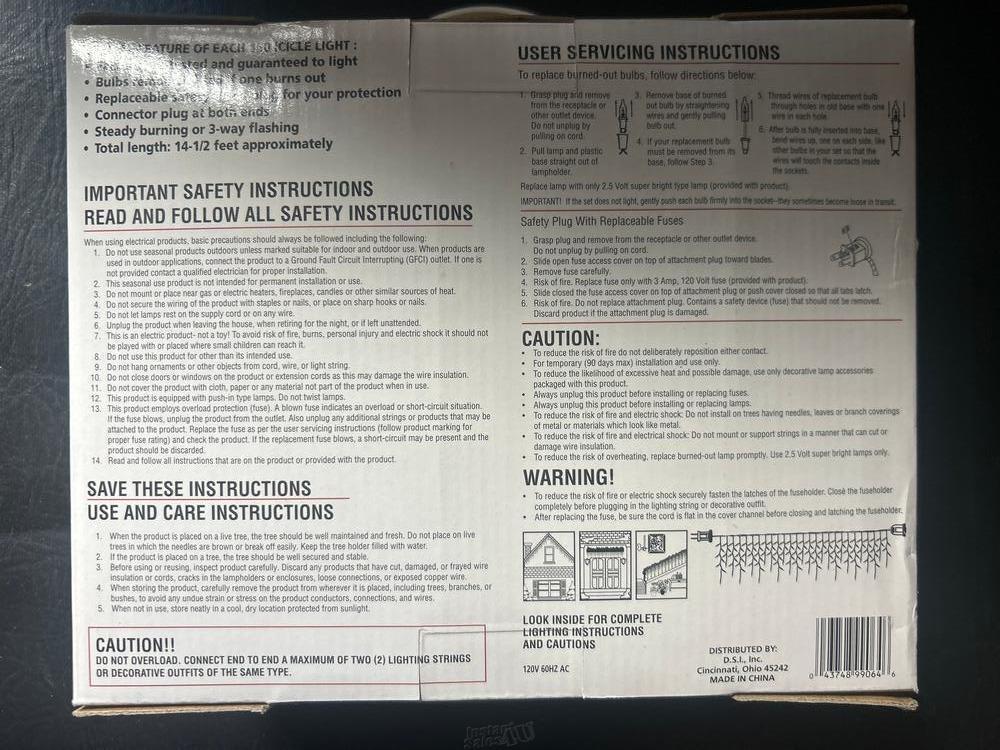 FEATURE OF EACH 150 ICICLE LIGHT :
tested and guaranteed to light
• Bulbs if one burns out
• Replaceable for your protection
• Connector plug at both ends
• Steady burning or 3-way flashing
• Total length: 14-1/2 feet approximately
IMPORTANT SAFETY INSTRUCTIONS
READ AND FOLLOW ALL SAFETY INSTRUCTIONS
When using electrical products, basic precautions should always be followed including the following:
1. Do not use seasonal products outdoors unless marked suitable for indoor and outdoor use. When products are
used in outdoor applications, connect the product to a Ground Fault Circuit Interrupting (GFCI) outlet. If one is
not provided contact a qualified electrician for proper installation.
2. This seasonal use product is not intended for permanent installation or use.
3. Do not mount or place near gas or electric heaters, fireplaces, candles or other similar sources of heat.
4. Do not secure the wiring of the product with staples or nails, or place on sharp hooks or nails.
5. Do not let lamps rest on the supply cord or on any wire.
6. Unplug the product when leaving the house, when retiring for the night, or if left unattended.
7. This is an electric product- not a toy! To avoid risk of fire, burns, personal injury and electric shock it should not
be played with or placed where small children can reach it.
8. Do not use this product for other than its intended use.
9. Do not hang ornaments or other objects from cord, wire, or light string.
10. Do not close doors or windows on the product or extension cords as this may damage the wire insulation.
11. Do not cover the product with cloth, paper or any material not part of the product when in use.
12. This product is equipped with push-in type lamps. Do not twist lamps.
13. This product employs overload protection (fuse). A blown fuse indicates an overload or short-circuit situation.
If the fuse blows, unplug the product from the outlet. Also unplug any additional strings or products that may be
attached to the product. Replace the fuse as per the user servicing instructions (follow product marking for
proper fuse rating) and check the product. If the replacement fuse blows, a short-circuit may be present and the
product should be discarded.
14. Read and follow all instructions that are on the product or provided with the product.
SAVE THESE INSTRUCTIONS
USE AND CARE INSTRUCTIONS
1. When the product is placed on a live tree, the tree should be well maintained and fresh. Do not place on live
trees in which the needles are brown or break off easily. Keep the tree holder filled with water.
2. If the product is placed on a tree, the tree should be well secured and stable.
3. Before using or reusing, inspect product carefully. Discard any products that have cut, damaged, or frayed wire
insulation or cords, cracks in the lampholders or enclosures, loose connections, or exposed copper wire.
4. When storing the product, carefully remove the product from wherever it is placed, including trees, branches, or
bushes, to avoid any undue strain or stress on the product conductors, connections, and wires.
5. When not in use, store neatly in a cool, dry location protected from sunlight.
CAUTION!!
DO NOT OVERLOAD. CONNECT END TO END A MAXIMUM OF TWO (2) LIGHTING STRINGS
OR DECORATIVE OUTFITS OF THE SAME TYPE.
USER SERVICING INSTRUCTIONS
To replace burned-out bulbs, follow directions below:
1. Grasp plug and remove
from the receptacle or
other outlet device.
Do not unplug by
pulling on cord.
2. Pull lamp and plastic
base straight out of
lampholder.
3. Remove base of burned
out bulb by straightening
wires and gently pulling
bulb out.
4. If your replacement bulb
must be removed from its
base, follow Step 3.
5. Thread wires of replacement bulb
through holes in old base with one
wire in each hole.
6. After bulb is fully inserted into base,
bend wires up, one on each side, like
other bulbs in your set so that the
wires will touch the contacts inside
the sockets.
Replace lamp with only 2.5 Volt super bright type lamp (provided with product).
IMPORTANT! If the set does not light, gently push each bulb firmly into the socket--they sometimes become loose in transit.
Safety Plug With Replaceable Fuses
1. Grasp plug and remove from the receptacle or other outlet device.
Do not unplug by pulling on cord.
2. Slide open fuse access cover on top of attachment plug toward blades.
3. Remove fuse carefully.
4. Risk of fire. Replace fuse only with 3 Amp, 120 Volt fuse (provided with product).
5. Slide closed the fuse access cover on top of attachment plug or push cover closed so that all tabs latch.
6. Risk of fire. Do not replace attachment plug. Contains a safety device (fuse) that should not be removed.
Discard product if the attachment plug is damaged.
CAUTION:
• To reduce the risk of fire do not deliberately reposition either contact.
• For temporary (90 days max) installation and use only.
• To reduce the likelihood of excessive heat and possible damage, use only decorative lamp accessories
packaged with this product.
• Always unplug this product before installing or replacing fuses.
• Always unplug this product before installing or replacing lamps.
• To reduce the risk of fire and electric shock: Do not install on trees having needles, leaves or branch coverings
of metal or materials which look like metal.
• To reduce the risk of fire and electrical shock: Do not mount or support strings in a manner that can cut or
damage wire insulation.
• To reduce the risk of overheating, replace burned-out lamp promptly. Use 2.5 Volt super bright lamps only.
WARNING!
• To reduce the risk of fire or electric shock securely fasten the latches of the fuseholder. Close the fuseholder
completely before plugging in the lighting string or decorative outfit.
• After replacing the fuse, be sure the cord is flat in the cover channel before closing and latching the fuseholder.
LOOK INSIDE FOR COMPLETE
LIGHTING INSTRUCTIONS
AND CAUTIONS
120V 60HZ AC
DISTRIBUTED BY:
D.S.I., Inc.
Cincinnati, Ohio 45242
MADE IN CHINA
0 43748 99064 6
Instant
Sales4U